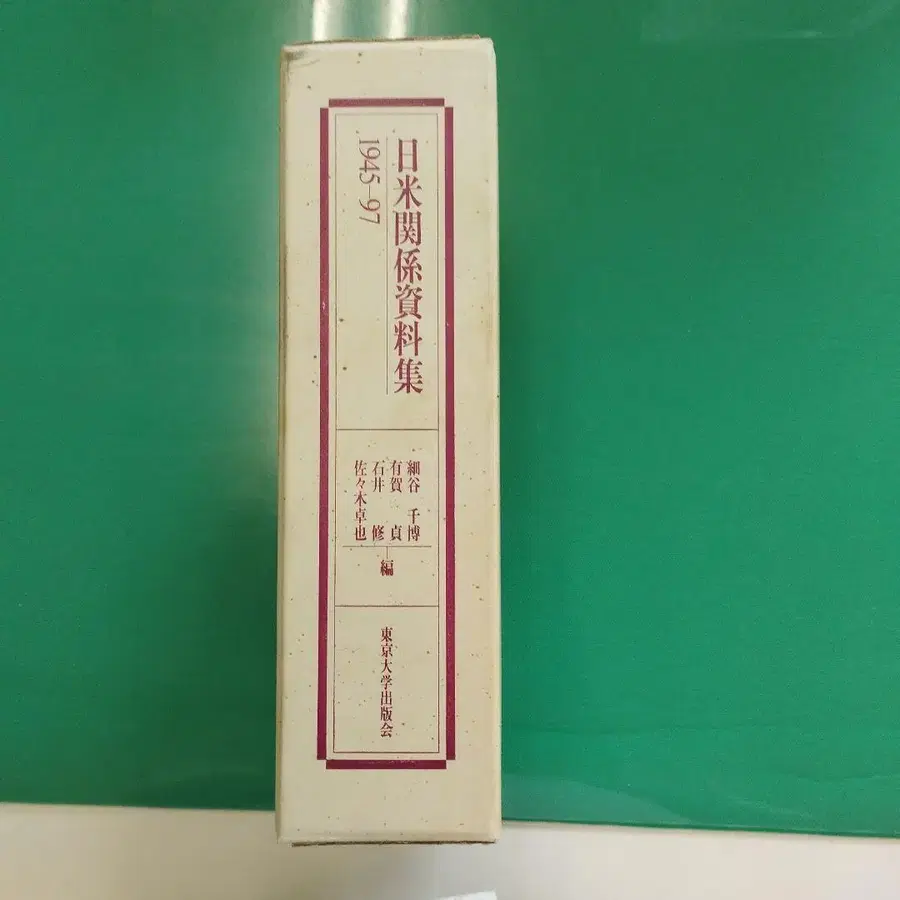 日米関係資料集
1945–97
細谷 千博
有賀 貞
石井 修
佐々木卓也
編
東京大学出版会